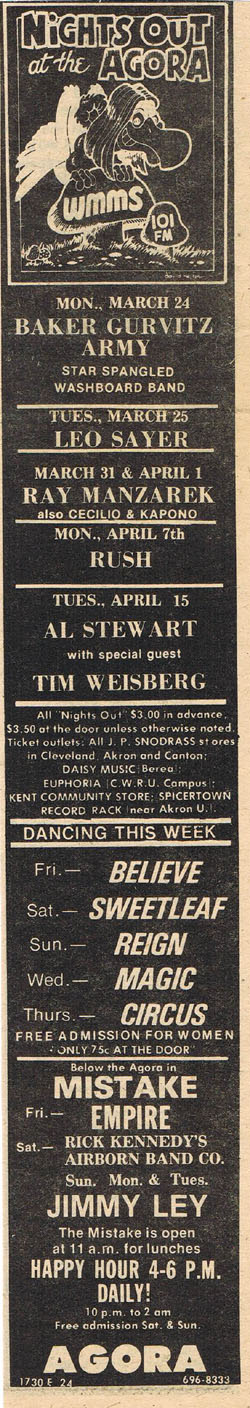 NIGHTS OUT
at the AGORA
WMMS
101
FM
MON., MARCH 24
BAKER GURVITZ
ARMY
STAR SPANGLED
WASHBOARD BAND
TUES., MARCH 25
LEO SAYER
MARCH 31 & APRIL 1
RAY MANZAREK
also CECILIO & KAPONO
MON., APRIL 7th
RUSH
TUES., APRIL 15
AL STEWART
with special guest
TIM WEISBERG
All "Nights Out" $3.00 in advance,
$3.50 at the door unless otherwise noted.
Ticket outlets: All J. P. SNODRASS stores
in Cleveland, Akron and Canton;
DAISY MUSIC (Berea);
EUPHORIA (C.W.R.U. Campus);
KENT COMMUNITY STORE; SPICERTOWN
RECORD RACK (near Akron U.).
DANCING THIS WEEK
Fri.— BELIEVE
Sat.— SWEETLEAF
Sun.— REIGN
Wed.— MAGIC
Thurs.— CIRCUS
FREE ADMISSION FOR WOMEN
"ONLY 75c AT THE DOOR"
Below the Agora in
MISTAKE
Fri.— EMPIRE
Sat.— RICK KENNEDY'S
AIRBORN BAND CO.
Sun. Mon. & Tues.
JIMMY LEY
The Mistake is open
at 11 a.m. for lunches
HAPPY HOUR 4-6 P.M.
DAILY!
10 p.m. to 2 am
Free admission Sat. & Sun.
AGORA
1730 E. 24 696-8333